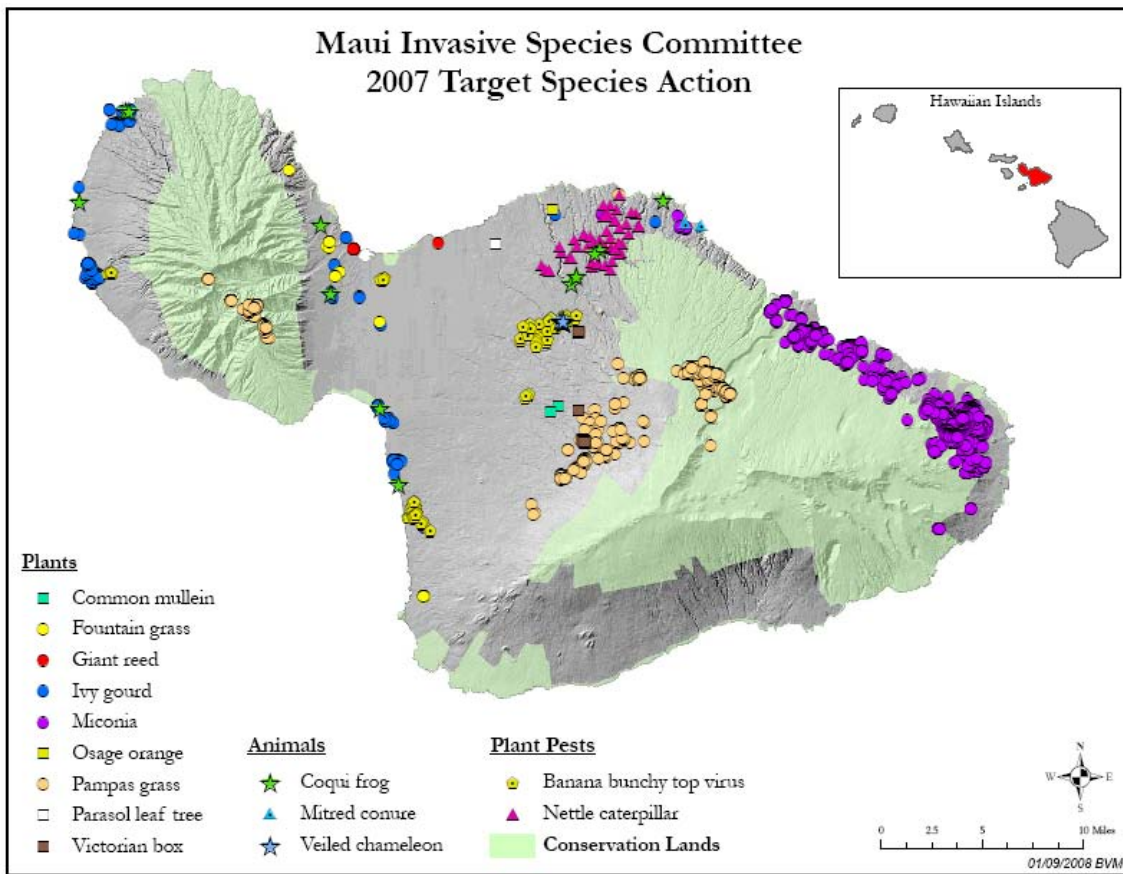 Maui Invasive Species Committee
2007 Target Species Action
Hawaiian Islands
Plants
Common mullein
Fountain grass
Giant reed
Ivy gourd
Miconia
Osage orange
Pampas grass
Parasol leaf tree
Victorian box
Animals
Coqui frog
Mitred conure
Veiled chameleon
Plant Pests
Banana bunchy top virus
Nettle caterpillar
Conservation Lands
N
W E
S
0 2.5 5 10 Miles
01/09/2008 BVM